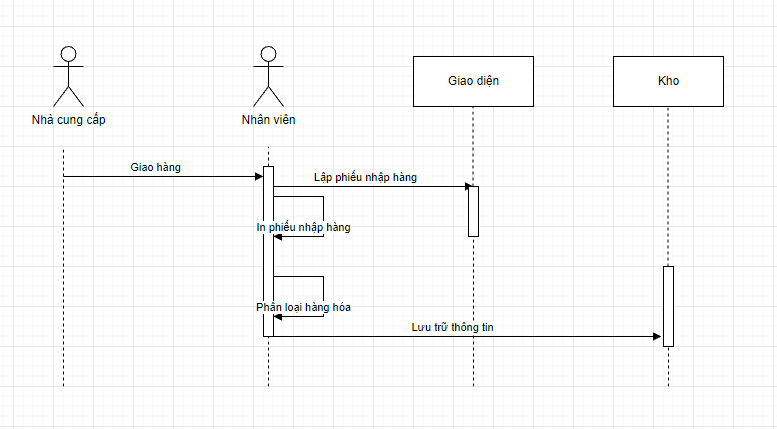 Nhà cung cấp
Nhân viên
Giao diện
Kho
Giao hàng
Lập phiếu nhập hàng
In phiếu nhập hàng
Phân loại hàng hóa
Lưu trữ thông tin